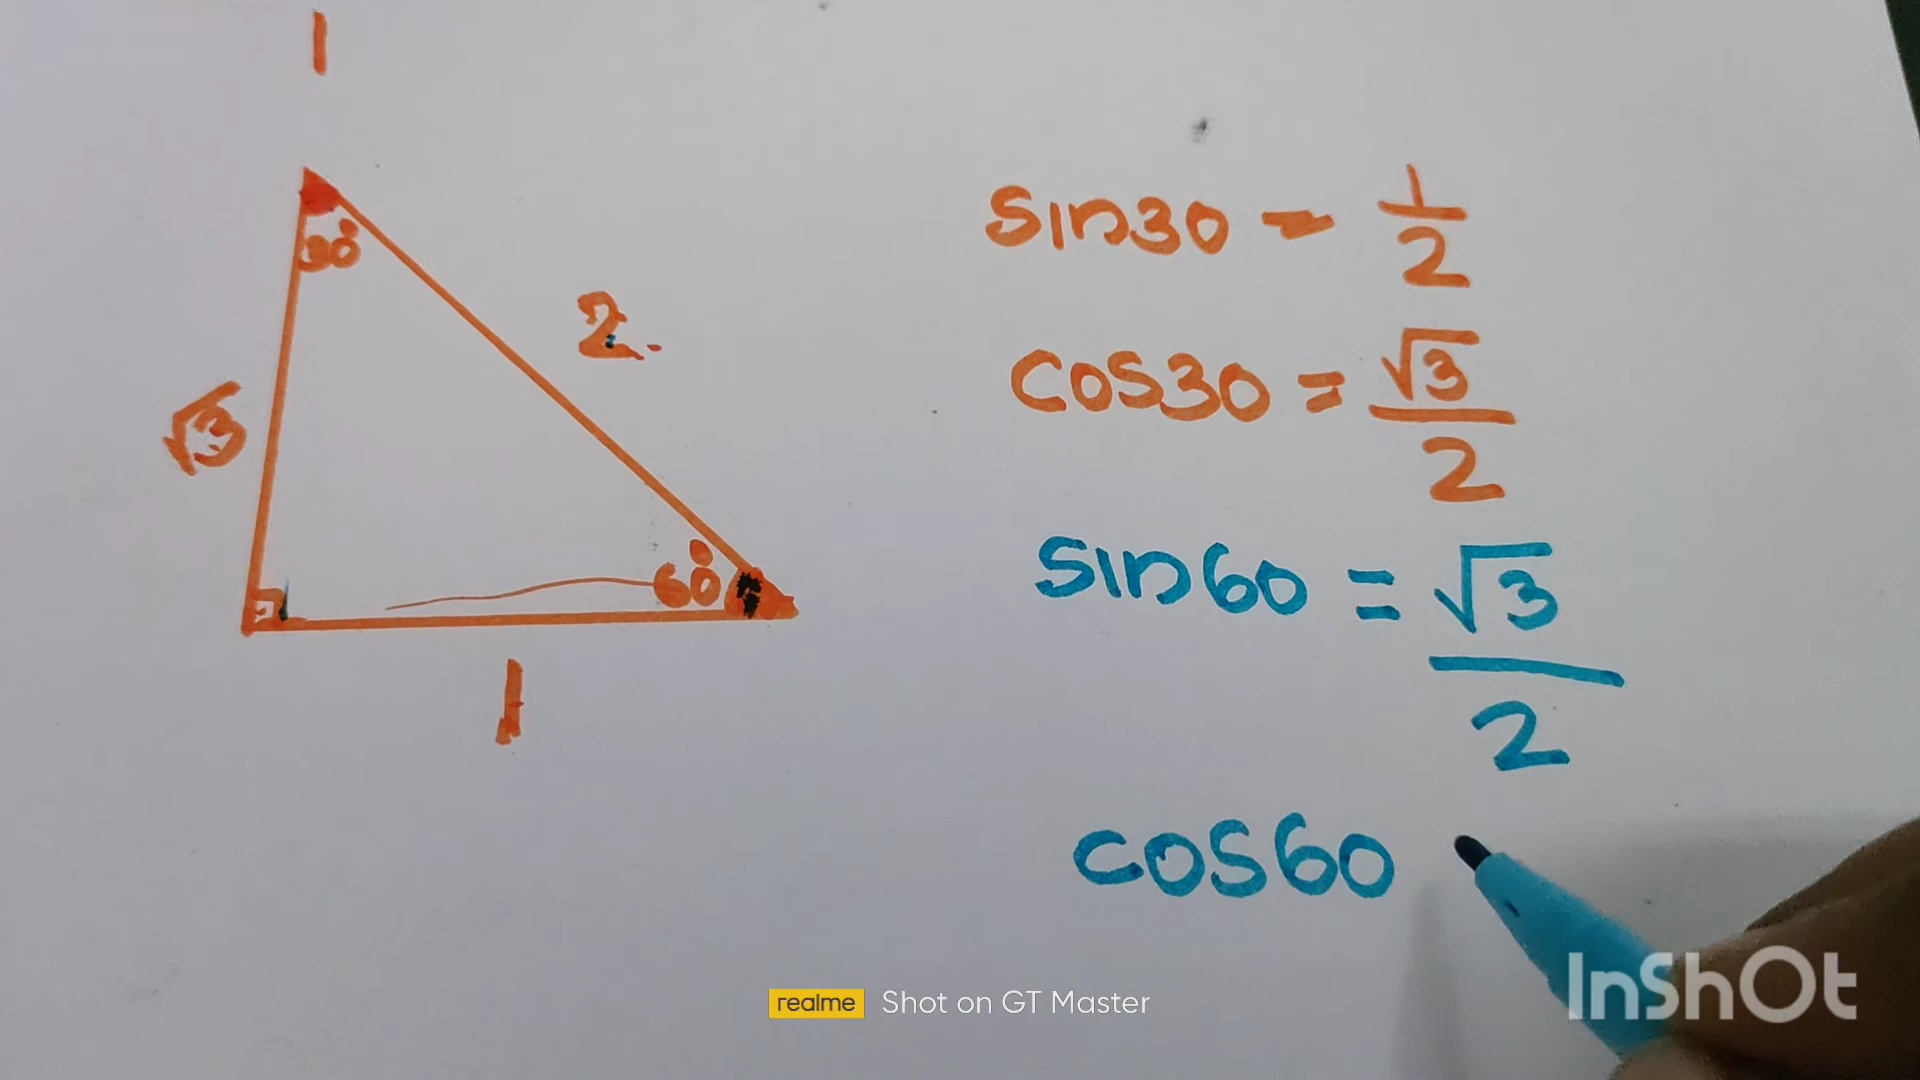 1
30°
2
√3
60°
1
sin30 = 1/2
cos30 = √3/2
sin60 = √3/2
cos60
InShOt
realme Shot on GT Master